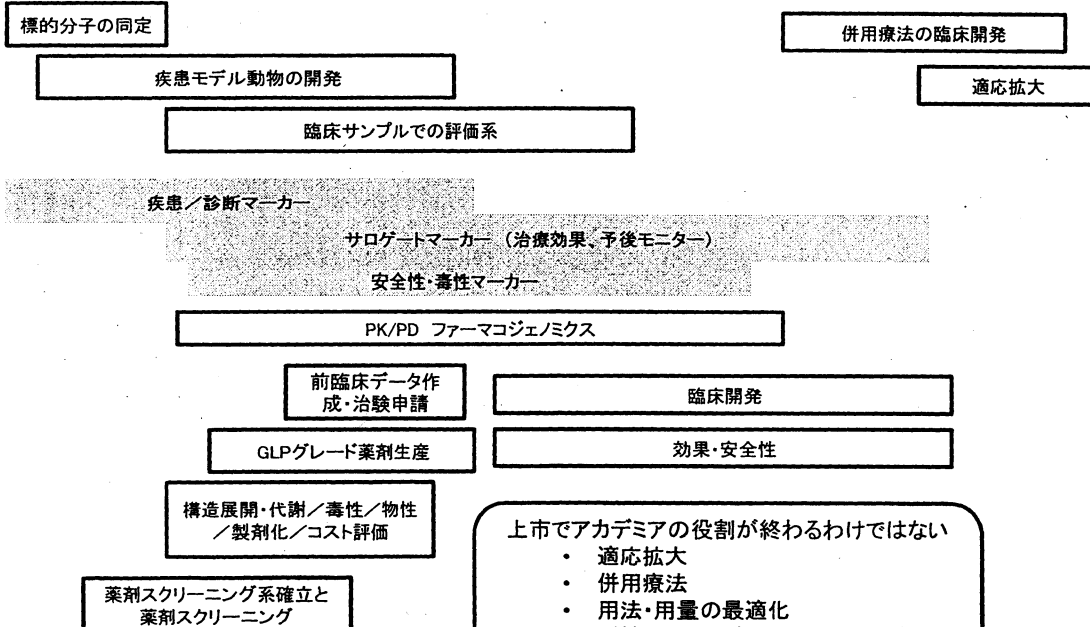 標的分子の同定
併用療法の臨床開発
疾患モデル動物の開発
適応拡大
臨床サンプルでの評価系
疾患／診断マーカー
サロゲートマーカー（治療効果、予後モニター）
安全性・毒性マーカー
PK/PD ファーマコジェノミクス
前臨床データ作
成・治験申請
臨床開発
GLPグレード薬剤生産
効果・安全性
構造展開・代謝／毒性／物性
／製剤化／コスト評価
上市でアカデミアの役割が終わるわけではない
・ 適応拡大
・ 併用療法
・ 用法・用量の最適化
薬剤スクリーニング系確立と
薬剤スクリーニング